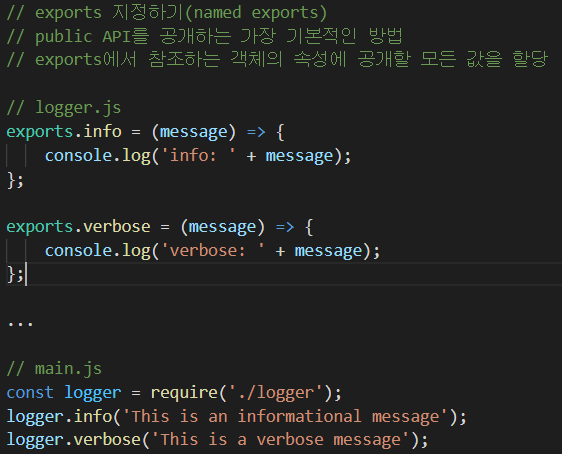 // exports 지정하기(named exports)
// public API를 공개하는 가장 기본적인 방법
// exports에서 참조하는 객체의 속성에 공개할 모든 값을 할당
// logger.js
exports.info = (message) => {
    console.log('info: ' + message);
};
exports.verbose = (message) => {
    console.log('verbose: ' + message);
};
...
// main.js
const logger = require('./logger');
logger.info('This is an informational message');
logger.verbose('This is a verbose message');